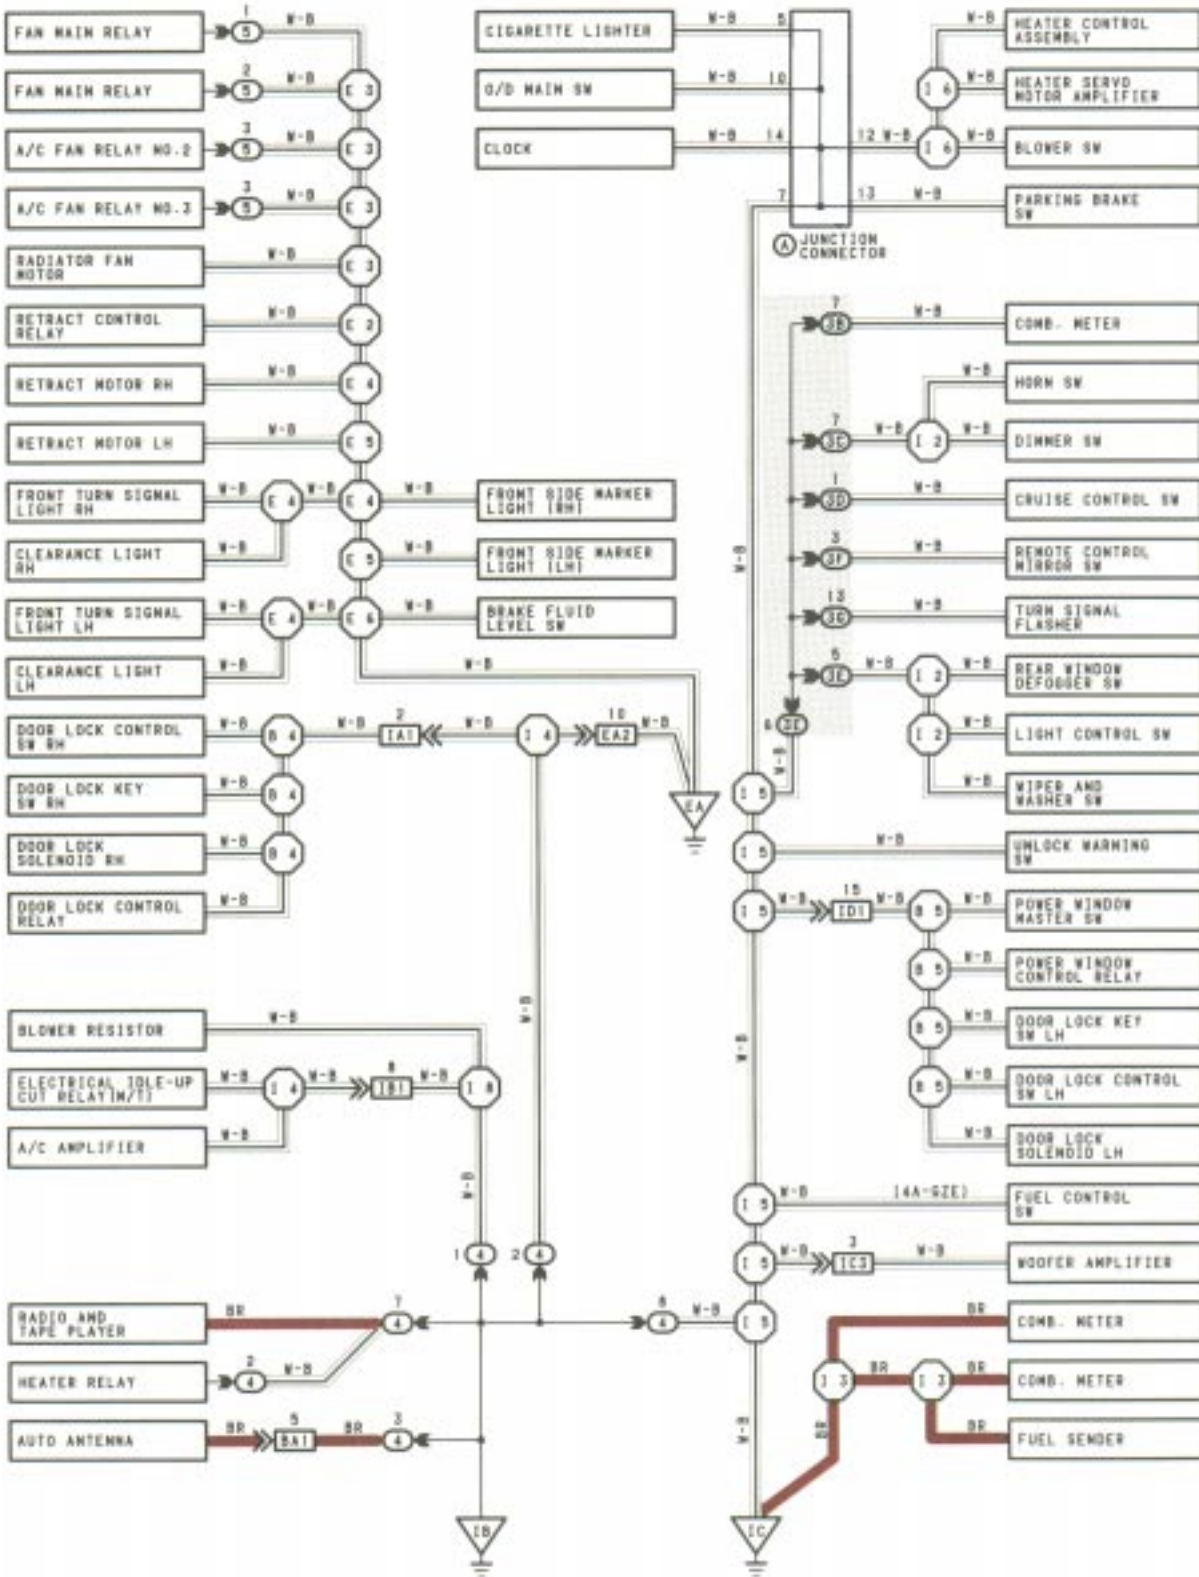 FAN MAIN RELAY
1
5
W-B
FAN MAIN RELAY
2
5
W-B
E 3
A/C FAN RELAY NO.2
3
5
W-B
E 3
A/C FAN RELAY NO.3
3
5
W-B
E 3
RADIATOR FAN
MOTOR
W-B
E 3
RETRACT CONTROL
RELAY
W-B
E 2
RETRACT MOTOR RH
W-B
E 4
RETRACT MOTOR LH
W-B
E 5
FRONT TURN SIGNAL
LIGHT RH
W-B
E 4
W-B
E 4
W-B
FRONT SIDE MARKER
LIGHT (RH)
CLEARANCE LIGHT
RH
W-B
E 5
W-B
FRONT SIDE MARKER
LIGHT (LH)
FRONT TURN SIGNAL
LIGHT LH
W-B
E 4
W-B
E 6
W-B
BRAKE FLUID
LEVEL SW
CLEARANCE LIGHT
LH
W-B
W-B
DOOR LOCK CONTROL
SW RH
W-B
B 4
W-B
2
IA1
W-B
I 4
10
EA2
W-B
DOOR LOCK KEY
SW RH
W-B
B 4
EA
DOOR LOCK
SOLENOID RH
W-B
B 4
DOOR LOCK CONTROL
RELAY
W-B
W-B
BLOWER RESISTOR
W-B
ELECTRICAL IDLE-UP
CUT RELAY(M/T)
W-B
I 4
W-B
8
IB1
W-B
I 8
A/C AMPLIFIER
W-B
W-B
1
4
2
4
RADIO AND
TAPE PLAYER
BR
7
4
8
4
W-B
I 5
HEATER RELAY
2
4
W-B
AUTO ANTENNA
BR
5
BA1
BR
3
4
IB
CIGARETTE LIGHTER
W-B
5
O/D MAIN SW
W-B
10
CLOCK
W-B
14
7
12
W-B
13
W-B
A
JUNCTION
CONNECTOR
W-B
HEATER CONTROL
ASSEMBLY
I 6
W-B
HEATER SERVO
MOTOR AMPLIFIER
I 6
W-B
BLOWER SW
PARKING BRAKE
SW
7
3B
W-B
COMB. METER
W-B
HORN SW
7
3C
W-B
I 2
W-B
DIMMER SW
1
3D
W-B
CRUISE CONTROL SW
W-B
3
3F
W-B
REMOTE CONTROL
MIRROR SW
13
3G
W-B
TURN SIGNAL
FLASHER
5
3E
W-B
I 2
W-B
REAR WINDOW
DEFOGGER SW
6
3E
I 2
LIGHT CONTROL SW
W-B
I 5
W-B
WIPER AND
WASHER SW
I 5
W-B
UNLOCK WARNING
SW
I 5
W-B
15
ID1
W-B
B 5
W-B
POWER WINDOW
MASTER SW
B 5
W-B
POWER WINDOW
CONTROL RELAY
W-B
B 5
W-B
DOOR LOCK KEY
SW LH
B 5
W-B
DOOR LOCK CONTROL
SW LH
W-B
DOOR LOCK
SOLENOID LH
I 5
W-B
(4A-GZE)
FUEL CONTROL
SW
I 5
W-B
3
IC3
W-B
WOOFER AMPLIFIER
BR
COMB. METER
I 3
BR
I 3
BR
COMB. METER
BR
W-B
BR
FUEL SENDER
IC